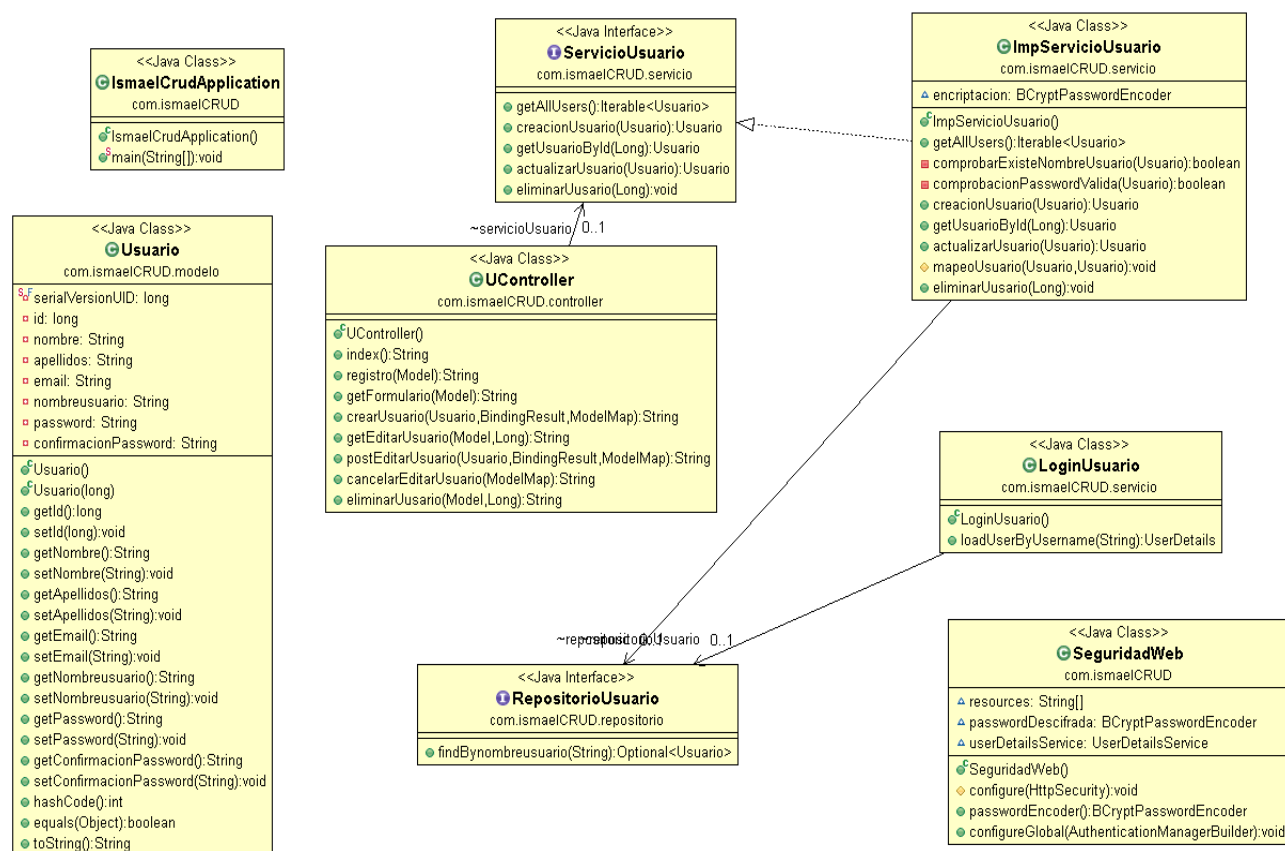 <<Java Class>>
IsmaelCrudApplication
com.ismaelCRUD
IsmaelCrudApplication()
main(String[]):void
<<Java Interface>>
ServicioUsuario
com.ismaelCRUD.servicio
getAllUsers():Iterable<Usuario>
creacionUsuario(Usuario):Usuario
getUsuarioById(Long):Usuario
actualizarUsuario(Usuario):Usuario
eliminarUusario(Long):void
<<Java Class>>
ImpServicioUsuario
com.ismaelCRUD.servicio
encriptacion: BCryptPasswordEncoder
ImpServicioUsuario()
getAllUsers():Iterable<Usuario>
comprobarExisteNombreUsuario(Usuario):boolean
comprobacionPasswordValida(Usuario):boolean
creacionUsuario(Usuario):Usuario
getUsuarioById(Long):Usuario
actualizarUsuario(Usuario):Usuario
mapeoUsuario(Usuario,Usuario):void
eliminarUusario(Long):void
<<Java Class>>
Usuario
com.ismaelCRUD.modelo
serialVersionUID: long
id: long
nombre: String
apellidos: String
email: String
nombreusuario: String
password: String
confirmacionPassword: String
Usuario()
Usuario(long)
getId():long
setId(long):void
getNombre():String
setNombre(String):void
getApellidos():String
setApellidos(String):void
getEmail():String
setEmail(String):void
getNombreusuario():String
setNombreusuario(String):void
getPassword():String
setPassword(String):void
getConfirmacionPassword():String
setConfirmacionPassword(String):void
hashCode():int
equals(Object):boolean
toString():String
~servicioUsuario 0..1
<<Java Class>>
UController
com.ismaelCRUD.controller
UController()
index():String
registro(Model):String
getFormulario(Model):String
crearUsuario(Usuario,BindingResult,ModelMap):String
getEditarUsuario(Model,Long):String
postEditarUsuario(Usuario,BindingResult,ModelMap):String
cancelarEditarUsuario(ModelMap):String
eliminarUusario(Model,Long):String
<<Java Class>>
LoginUsuario
com.ismaelCRUD.servicio
LoginUsuario()
loadUserByUsername(String):UserDetails
0..1
<<Java Interface>>
RepositorioUsuario
com.ismaelCRUD.repositorio
findBynombreusuario(String):Optional<Usuario>
<<Java Class>>
SeguridadWeb
com.ismaelCRUD
resources: String[]
passwordDescifrada: BCryptPasswordEncoder
userDetailsService: UserDetailsService
SeguridadWeb()
configure(HttpSecurity):void
passwordEncoder():BCryptPasswordEncoder
configureGlobal(AuthenticationManagerBuilder):void